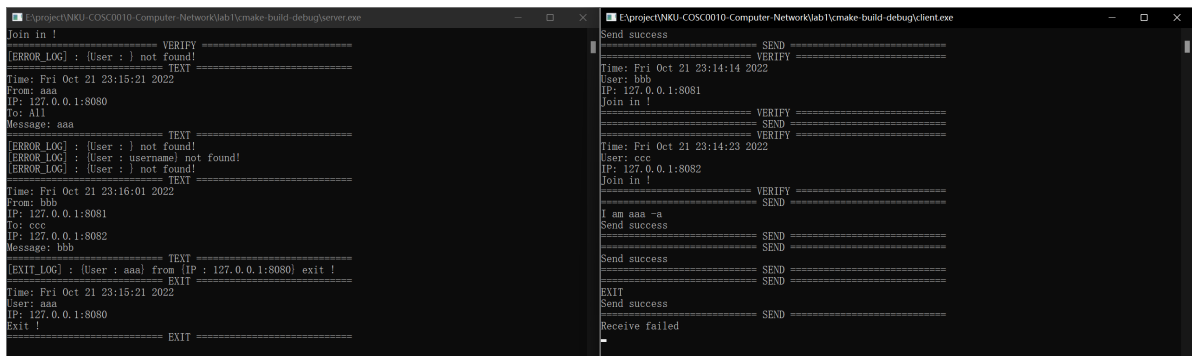 E:\project\NKU-COSC0010-Computer-Network\lab1\cmake-build-debug\server.exe
Join in !
=========================== VERIFY ===========================
[ERROR_LOG] : {User : } not found!
============================ TEXT ============================
Time: Fri Oct 21 23:15:21 2022
From: aaa
IP: 127.0.0.1:8080
To: All
Message: aaa
============================ TEXT ============================
[ERROR_LOG] : {User : } not found!
[ERROR_LOG] : {User : username} not found!
[ERROR_LOG] : {User : } not found!
============================ TEXT ============================
Time: Fri Oct 21 23:16:01 2022
From: bbb
IP: 127.0.0.1:8081
To: ccc
IP: 127.0.0.1:8082
Message: bbb
============================ TEXT ============================
[EXIT_LOG] : {User : aaa} from {IP : 127.0.0.1:8080} exit !
============================ EXIT ============================
Time: Fri Oct 21 23:15:21 2022
User: aaa
IP: 127.0.0.1:8080
Exit !
============================ EXIT ============================
E:\project\NKU-COSC0010-Computer-Network\lab1\cmake-build-debug\client.exe
Send success
============================ SEND ============================
=========================== VERIFY ===========================
Time: Fri Oct 21 23:14:14 2022
User: bbb
IP: 127.0.0.1:8081
Join in !
=========================== VERIFY ===========================
============================ SEND ============================
=========================== VERIFY ===========================
Time: Fri Oct 21 23:14:23 2022
User: ccc
IP: 127.0.0.1:8082
Join in !
=========================== VERIFY ===========================
============================ SEND ============================
I am aaa -a
Send success
============================ SEND ============================
============================ SEND ============================
Send success
============================ SEND ============================
============================ SEND ============================
EXIT
Send success
============================ SEND ============================
Receive failed